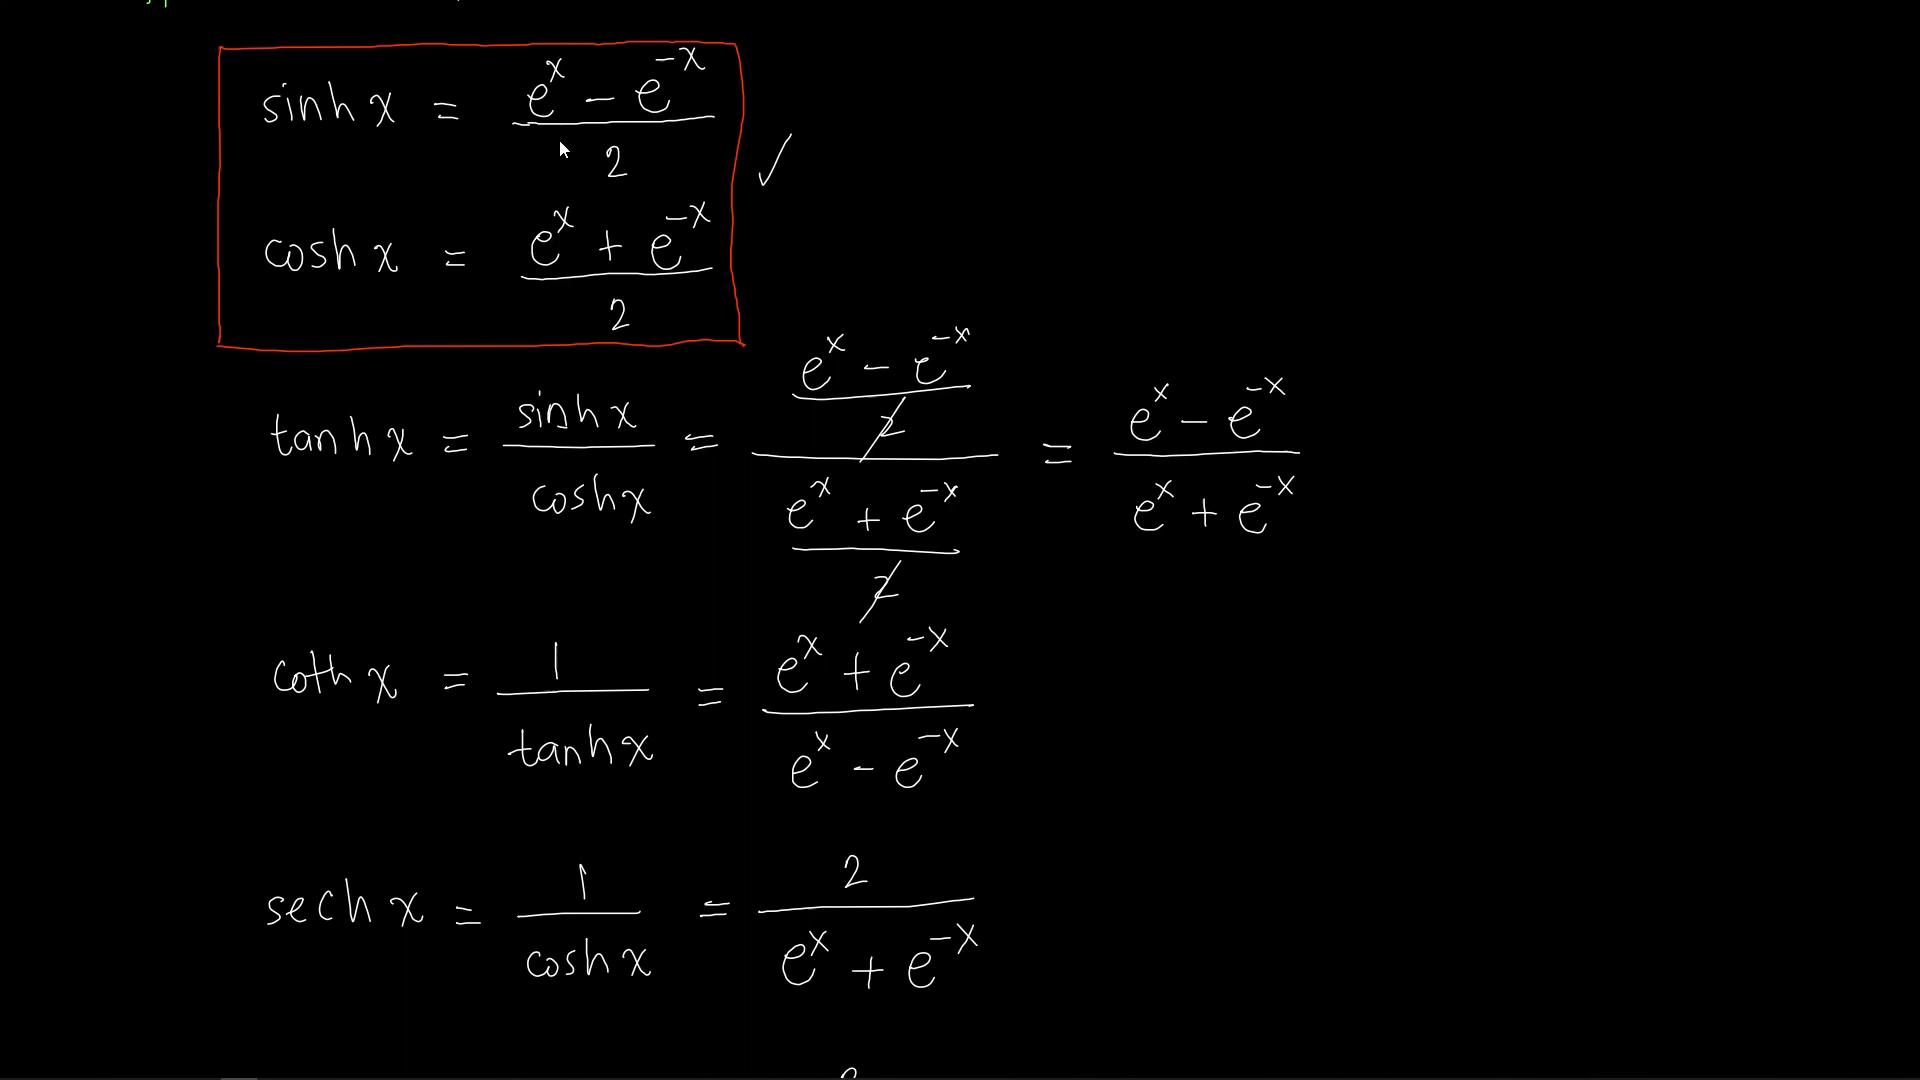 sinh x = (e^x - e^-x) / 2
cosh x = (e^x + e^-x) / 2 ✓
tanh x = sinh x / cosh x = ((e^x - e^-x) / 2) / ((e^x + e^-x) / 2) = (e^x - e^-x) / (e^x + e^-x)
coth x = 1 / tanh x = (e^x + e^-x) / (e^x - e^-x)
sech x = 1 / cosh x = 2 / (e^x + e^-x)